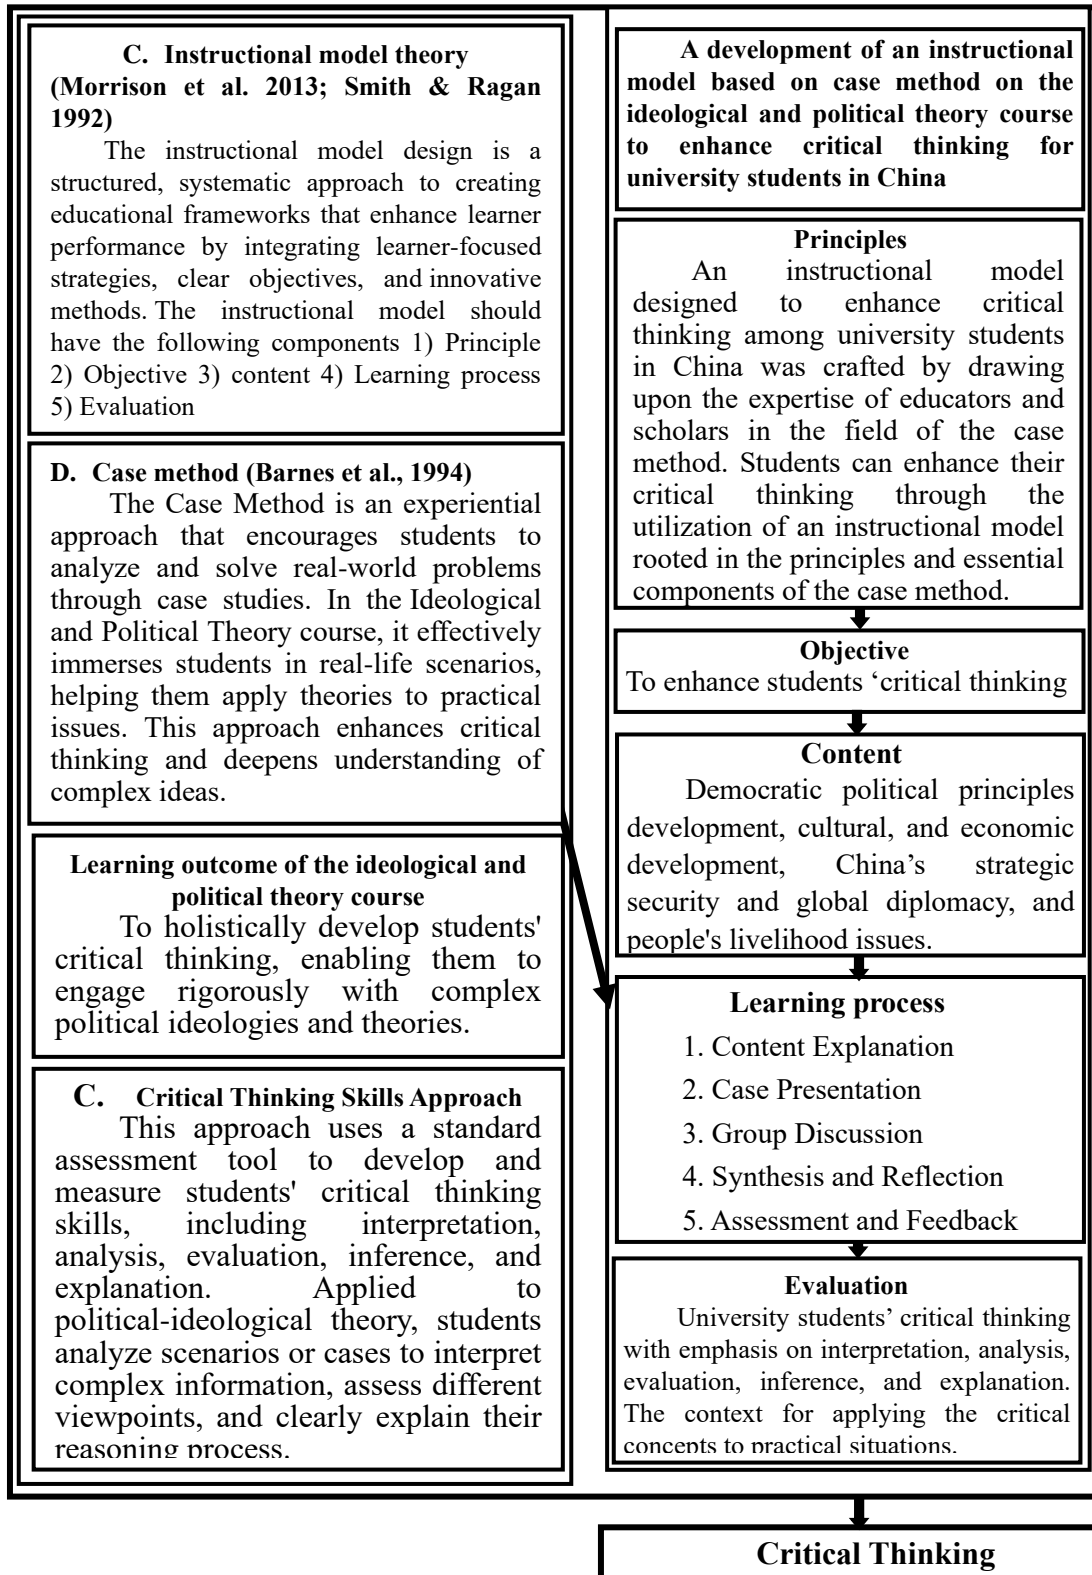 C. Instructional model theory
(Morrison et al. 2013; Smith & Ragan
1992)
The instructional model design is a
structured, systematic approach to creating
educational frameworks that enhance learner
performance by integrating learner-focused
strategies, clear objectives, and innovative
methods. The instructional model should
have the following components 1) Principle
2) Objective 3) content 4) Learning process
5) Evaluation
D. Case method (Barnes et al., 1994)
The Case Method is an experiential
approach that encourages students to
analyze and solve real-world problems
through case studies. In the Ideological
and Political Theory course, it effectively
immerses students in real-life scenarios,
helping them apply theories to practical
issues. This approach enhances critical
thinking and deepens understanding of
complex ideas.
Learning outcome of the ideological and
political theory course
To holistically develop students'
critical thinking, enabling them to
engage rigorously with complex
political ideologies and theories.
C. Critical Thinking Skills Approach
This approach uses a standard
assessment tool to develop and
measure students' critical thinking
skills, including interpretation,
analysis, evaluation, inference, and
explanation. Applied to
political-ideological theory, students
analyze scenarios or cases to interpret
complex information, assess different
viewpoints, and clearly explain their
reasoning process.
A development of an instructional
model based on case method on the
ideological and political theory course
to enhance critical thinking for
university students in China
Principles
An instructional model
designed to enhance critical
thinking among university students
in China was crafted by drawing
upon the expertise of educators and
scholars in the field of the case
method. Students can enhance their
critical thinking through the
utilization of an instructional model
rooted in the principles and essential
components of the case method.
Objective
To enhance students ‘critical thinking
Content
Democratic political principles
development, cultural, and economic
development, China’s strategic
security and global diplomacy, and
people's livelihood issues.
Learning process
1. Content Explanation
2. Case Presentation
3. Group Discussion
4. Synthesis and Reflection
5. Assessment and Feedback
Evaluation
University students’ critical thinking
with emphasis on interpretation, analysis,
evaluation, inference, and explanation.
The context for applying the critical
concepts to practical situations.
Critical Thinking